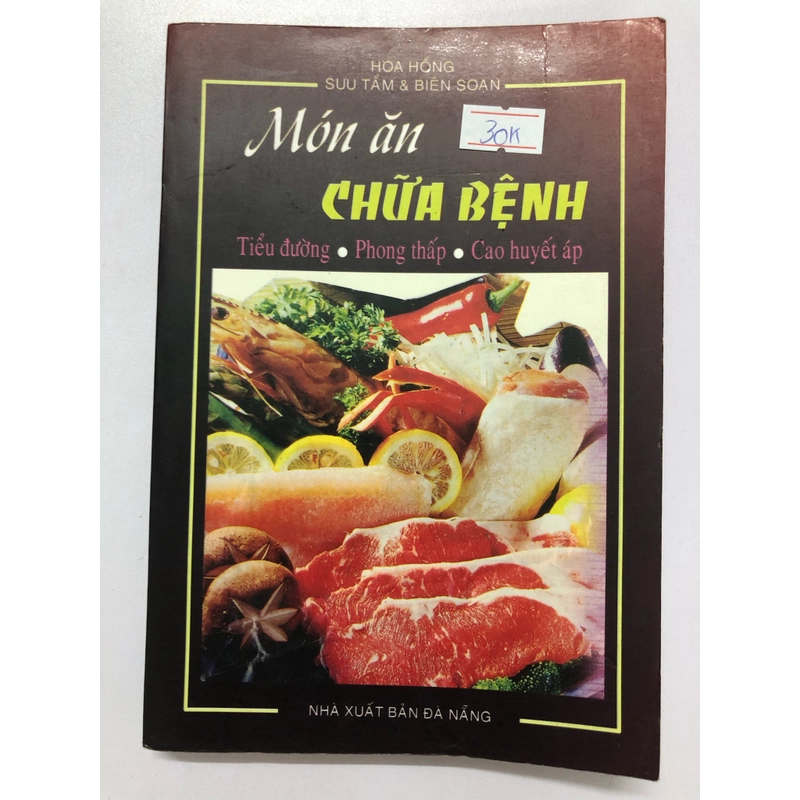 HOA HỒNG
SƯU TẦM & BIÊN SOẠN
Món ăn
30K
CHỮA BỆNH
Tiểu đường • Phong thấp • Cao huyết áp
NHÀ XUẤT BẢN ĐÀ NẴNG